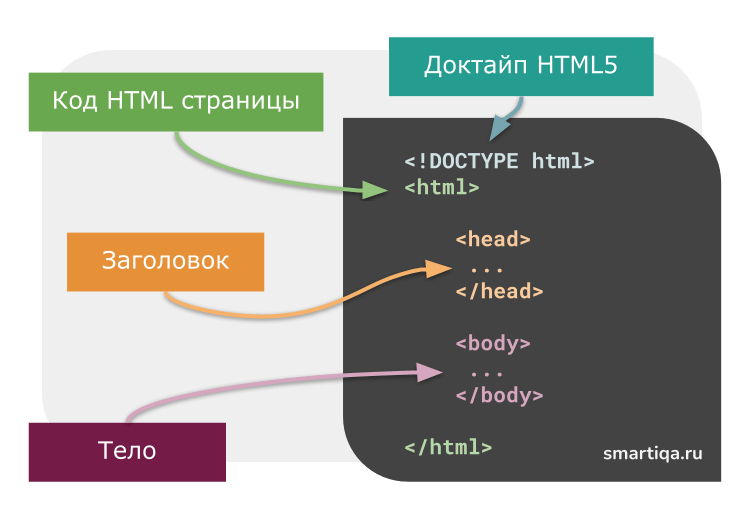 Доктайп HTML5
Код HTML страницы
<!DOCTYPE html>
<html>
Заголовок
<head>
...
</head>
<body>
...
</body>
Тело
</html>
smartiqa.ru